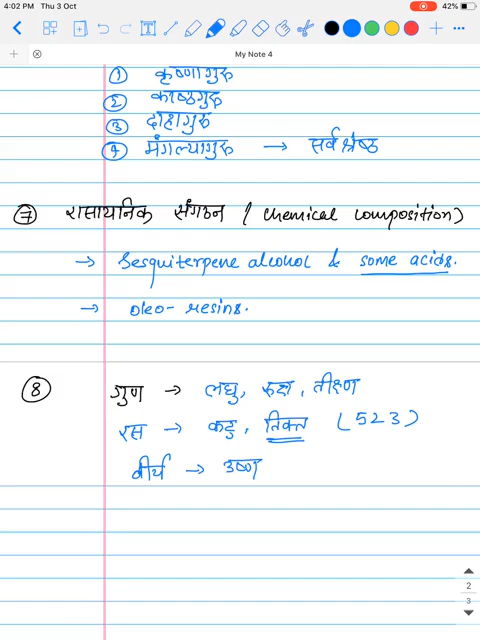 4:02 PM Thu 3 Oct 42%
My Note 4
① कृष्णागुरु
② काष्ठागुरु
③ दाहागुरु
④ मंगल्यागुरु → सर्वश्रेष्ठ
⑦ रासायनिक संगठन (Chemical composition)
→ Sesquiterpene alcohol & some acids.
→ Oleo-resins.
⑧ गुण → लघु, रुक्ष, तीक्ष्ण
रस → कटु, तिक्त (523)
वीर्य → उष्ण
2
3